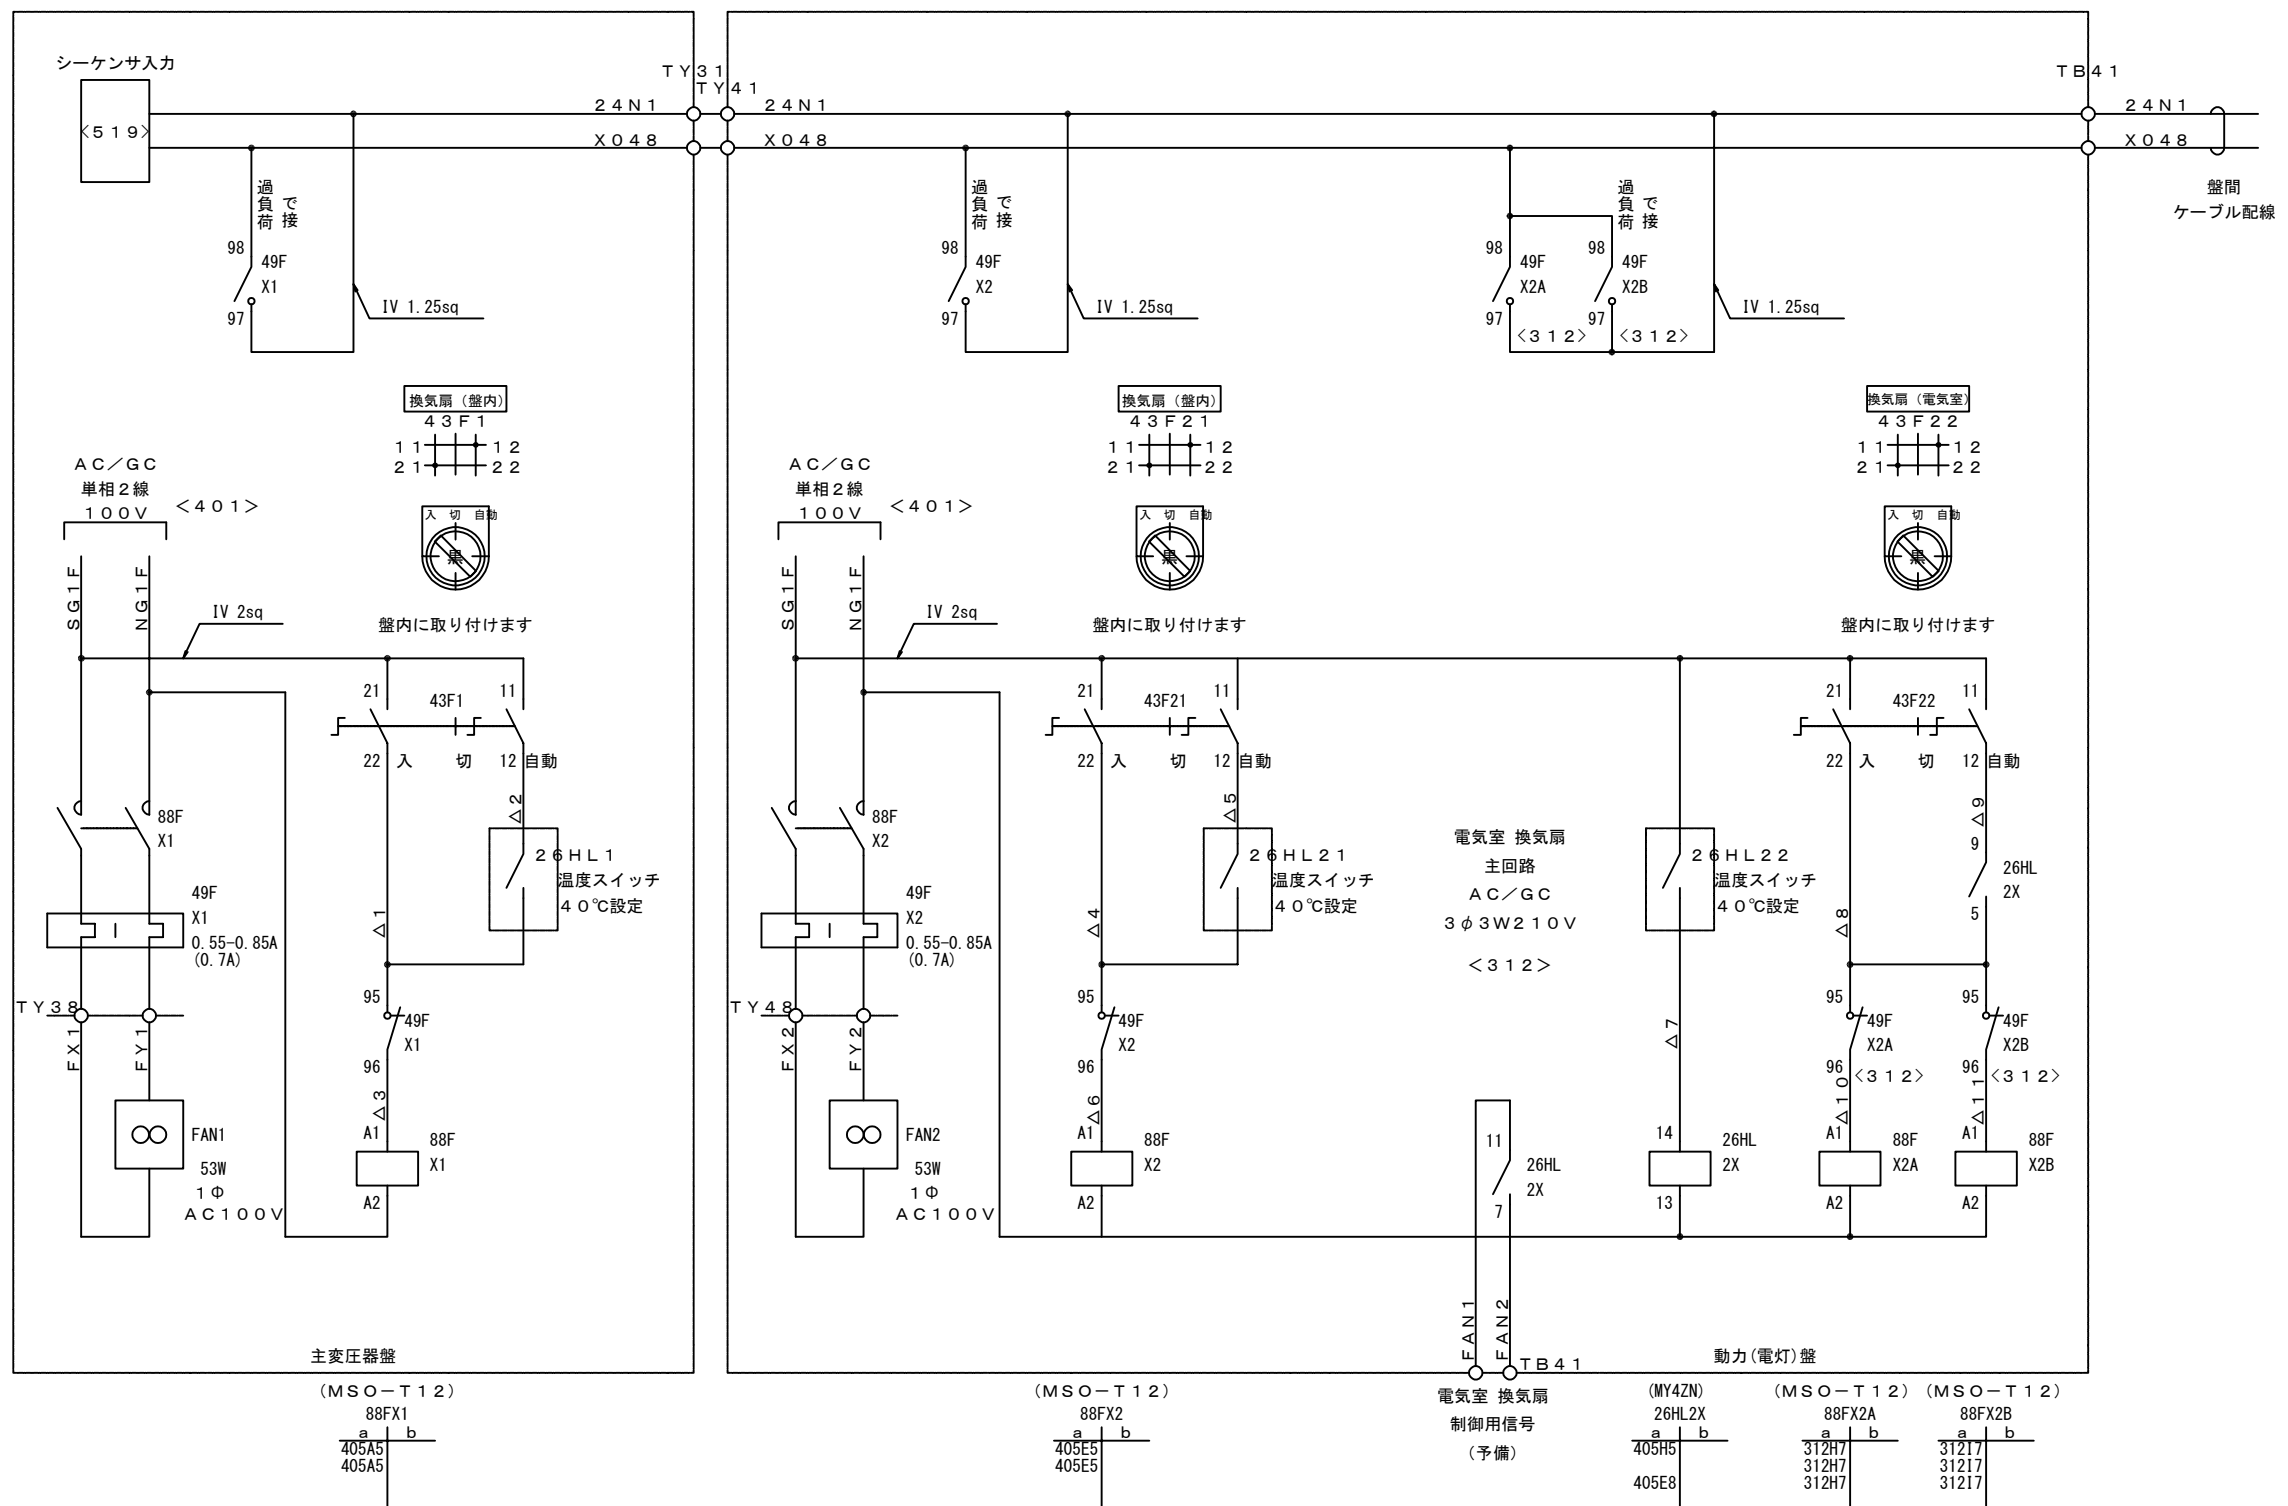 シーケンサ入力
<519>
TY31
TY41
TB41
24N1
24N1
24N1
X048
X048
X048
盤間
ケーブル配線
過負荷
で接
98
49F
X1
97
IV 1.25sq
過負荷
で接
98
49F
X2
97
IV 1.25sq
98
49F
X2A
97
<312>
過負荷
で接
98
49F
X2B
97
<312>
IV 1.25sq
換気扇（盤内）
43F1
11 12
21 22
入 切 自動
黒
盤内に取り付けます
換気扇（盤内）
43F21
11 12
21 22
入 切 自動
黒
盤内に取り付けます
換気扇（電気室）
43F22
11 12
21 22
入 切 自動
黒
盤内に取り付けます
AC／GC
単相２線
100V
＜401＞
SG1F
NG1F
IV 2sq
21
43F1
11
22 入 切 12 自動
88F
X1
△2
26HL1
温度スイッチ
４０℃設定
49F
X1
0.55-0.85A
(0.7A)
△1
TY38
FX1
FY1
95
49F
X1
96
△3
A1
88F
X1
A2
FAN1
53W
1Φ
AC100V
主変圧器盤
(MSO－T12)
88FX1
a b
405A5
405A5
AC／GC
単相２線
100V
＜401＞
SG1F
NG1F
IV 2sq
21
43F21
11
22 入 切 12 自動
88F
X2
△5
26HL21
温度スイッチ
４０℃設定
49F
X2
0.55-0.85A
(0.7A)
△4
TY48
FX2
FY2
95
49F
X2
96
△6
A1
88F
X2
A2
FAN2
53W
1Φ
AC100V
電気室 換気扇
主回路
AC／GC
3φ3W210V
＜312＞
26HL22
温度スイッチ
４０℃設定
△7
14
26HL
2X
13
11
26HL
2X
7
FAN1
FAN2
TB41
21
43F22
11
22 入 切 12 自動
△9
9
26HL
2X
5
△8
95
49F
X2A
96
<312>
△10
A1
88F
X2A
A2
95
49F
X2B
96
<312>
△11
A1
88F
X2B
A2
動力(電灯)盤
(MSO－T12)
88FX2
a b
405E5
405E5
電気室 換気扇
制御用信号
（予備）
(MY4ZN)
26HL2X
a b
405H5
405E8
(MSO－T12)
88FX2A
a b
312H7
312H7
312H7
(MSO－T12)
88FX2B
a b
312I7
312I7
312I7